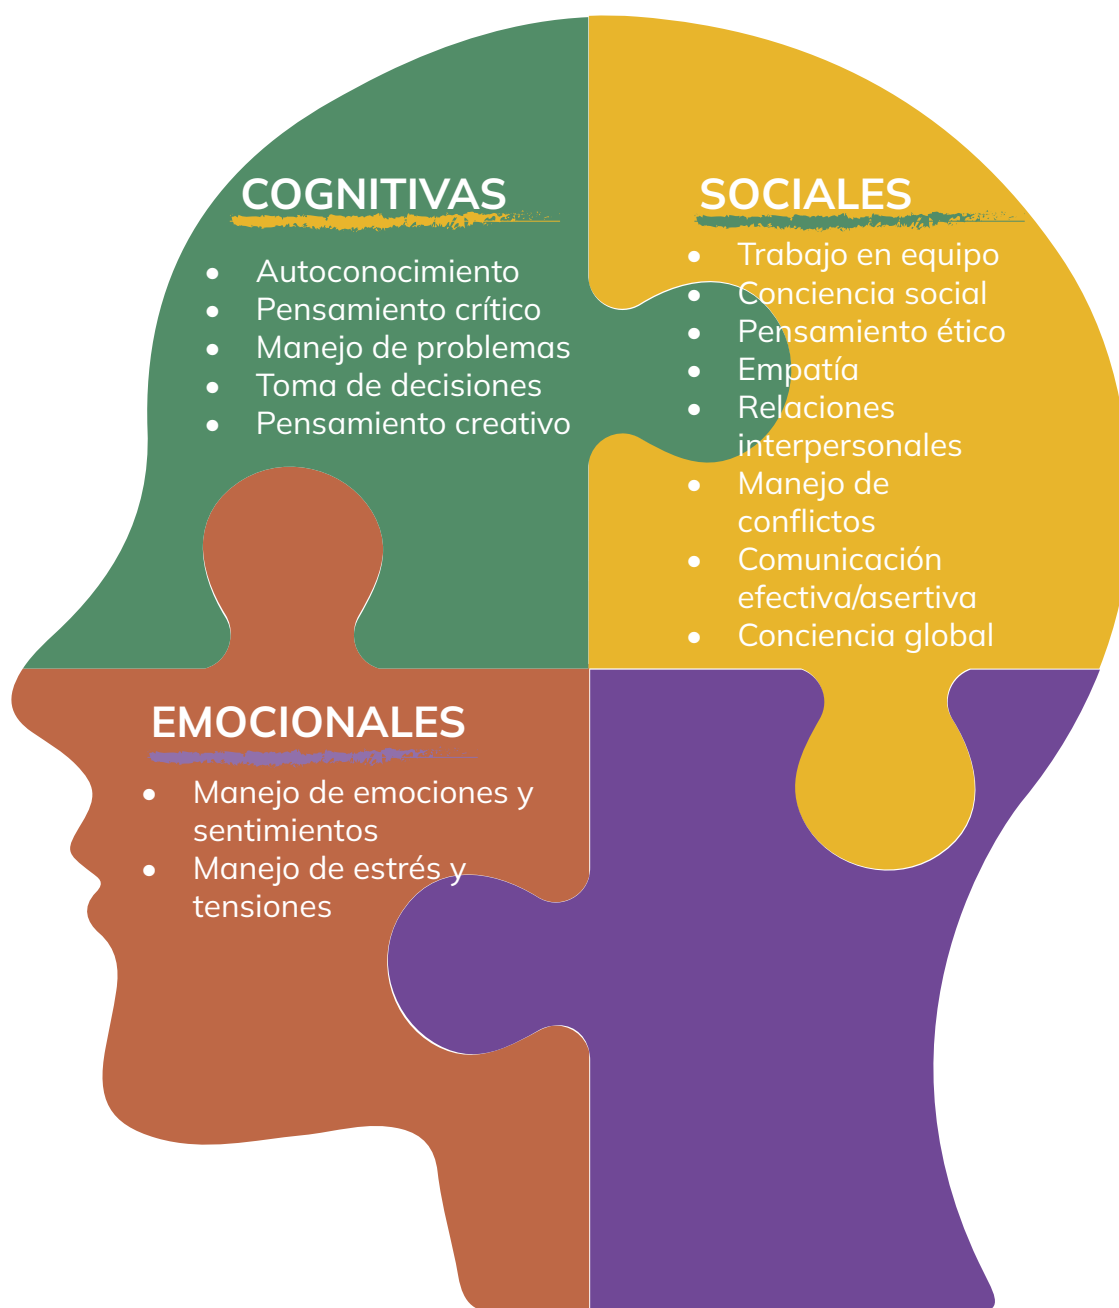 COGNITIVAS
● Autoconocimiento
● Pensamiento crítico
● Manejo de problemas
● Toma de decisiones
● Pensamiento creativo
SOCIALES
● Trabajo en equipo
● Conciencia social
● Pensamiento ético
● Empatía
● Relaciones
interpersonales
● Manejo de
conflictos
● Comunicación
efectiva/asertiva
● Conciencia global
EMOCIONALES
● Manejo de emociones y
sentimientos
● Manejo de estrés y
tensiones